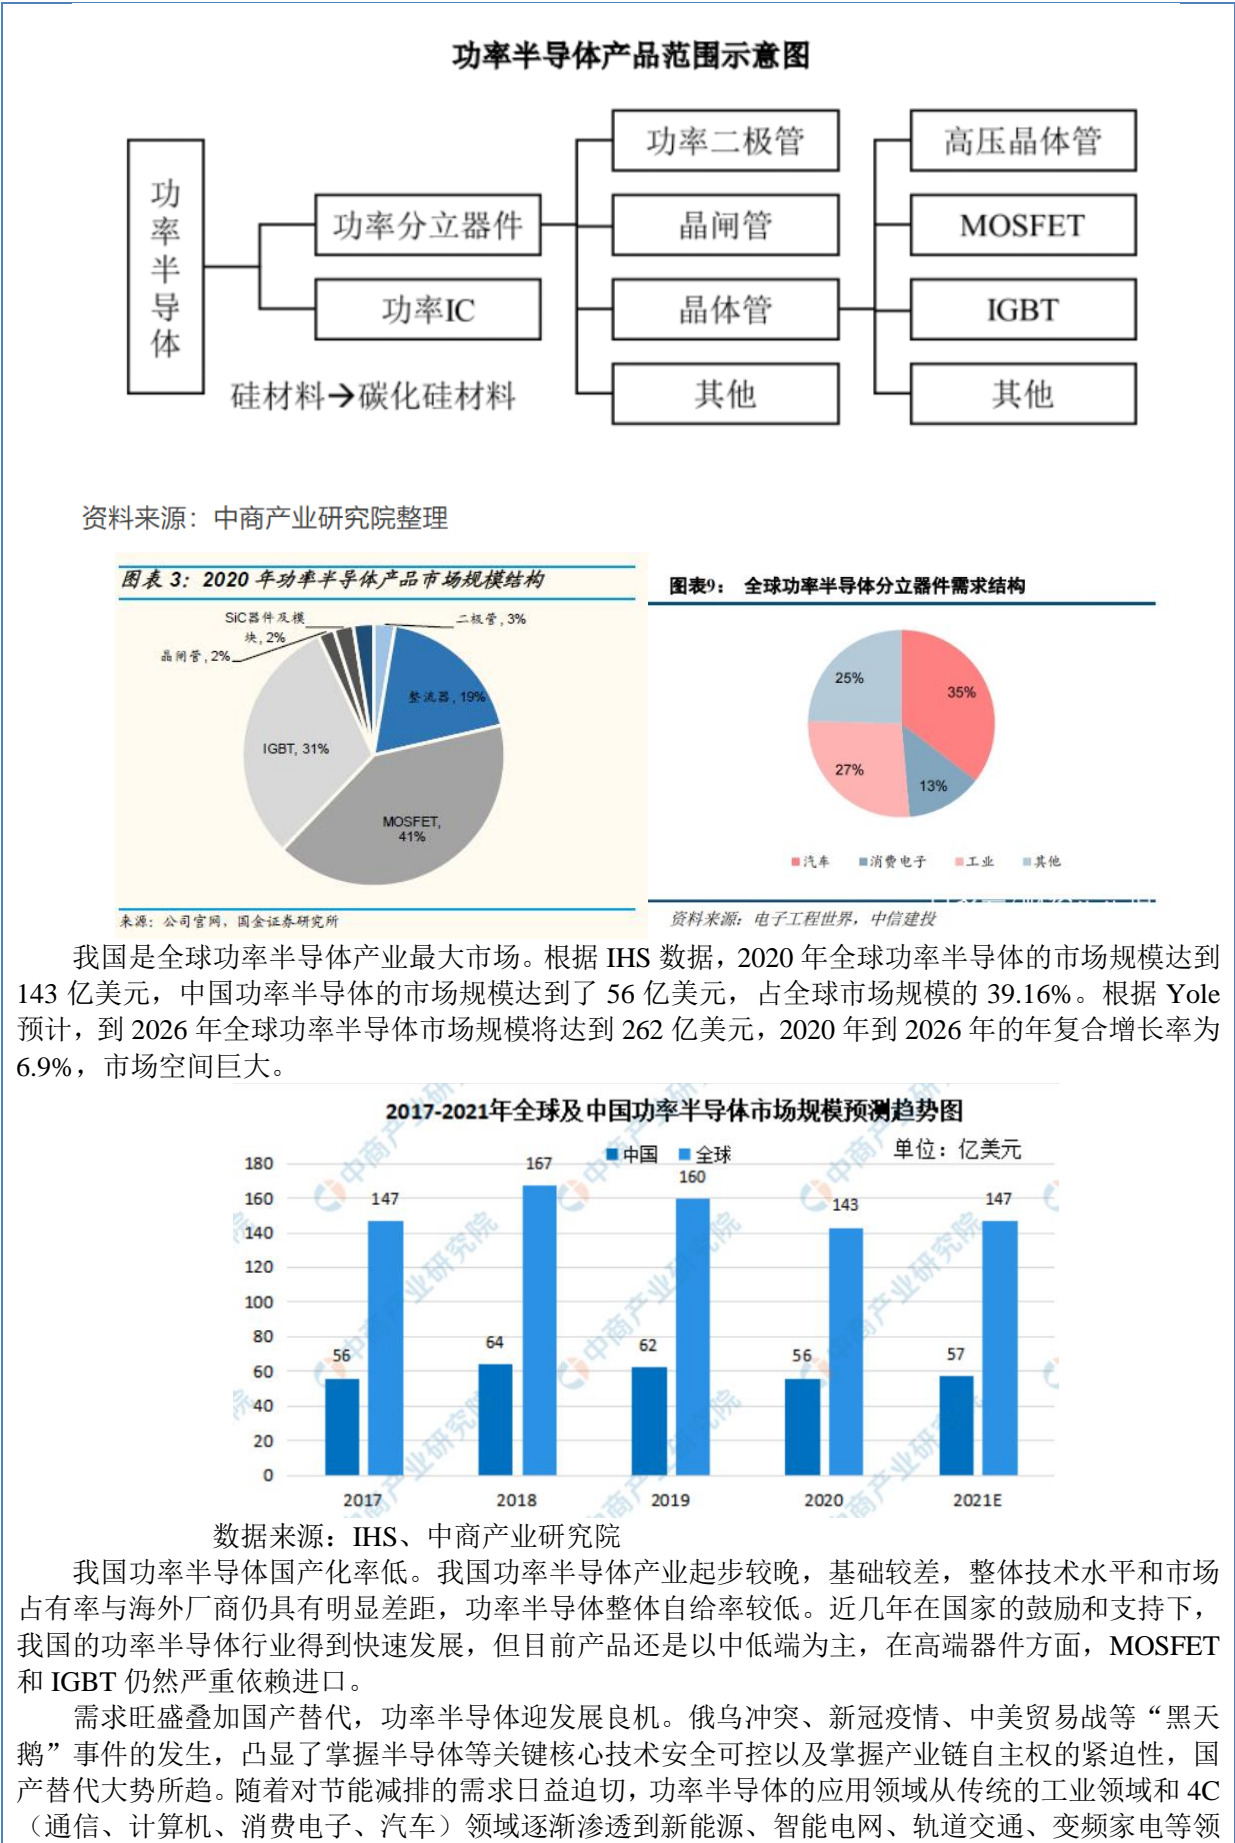 功率半导体产品范围示意图
功率半导体
功率分立器件
功率IC
功率二极管
晶闸管
晶体管
其他
高压晶体管
MOSFET
IGBT
其他
硅材料→碳化硅材料
资料来源：中商产业研究院整理
图表 3：2020 年功率半导体产品市场规模结构
SiC器件及模
块, 2%
二极管, 3%
晶闸管, 2%
整流器, 19%
IGBT, 31%
MOSFET,
41%
来源：公司官网，国金证券研究所
图表9： 全球功率半导体分立器件需求结构
25%
35%
27%
13%
汽车 消费电子 工业 其他
资料来源：电子工程世界，中信建投
我国是全球功率半导体产业最大市场。根据 IHS 数据，2020 年全球功率半导体的市场规模达到
143 亿美元，中国功率半导体的市场规模达到了 56 亿美元，占全球市场规模的 39.16%。根据 Yole
预计，到 2026 年全球功率半导体市场规模将达到 262 亿美元，2020 年到 2026 年的年复合增长率为
6.9%，市场空间巨大。
2017-2021年全球及中国功率半导体市场规模预测趋势图
中国 全球
单位：亿美元
180
160
140
120
100
80
60
40
20
0
56 147
64 167
62 160
56 143
57 147
2017 2018 2019 2020 2021E
中商产业研究院
数据来源：IHS、中商产业研究院
我国功率半导体国产化率低。我国功率半导体产业起步较晚，基础较差，整体技术水平和市场
占有率与海外厂商仍具有明显差距，功率半导体整体自给率较低。近几年在国家的鼓励和支持下，
我国的功率半导体行业得到快速发展，但目前产品还是以中低端为主，在高端器件方面，MOSFET
和 IGBT 仍然严重依赖进口。
需求旺盛叠加国产替代，功率半导体迎发展良机。俄乌冲突、新冠疫情、中美贸易战等“黑天
鹅”事件的发生，凸显了掌握半导体等关键核心技术安全可控以及掌握产业链自主权的紧迫性，国
产替代大势所趋。随着对节能减排的需求日益迫切，功率半导体的应用领域从传统的工业领域和 4C
（通信、计算机、消费电子、汽车）领域逐渐渗透到新能源、智能电网、轨道交通、变频家电等领